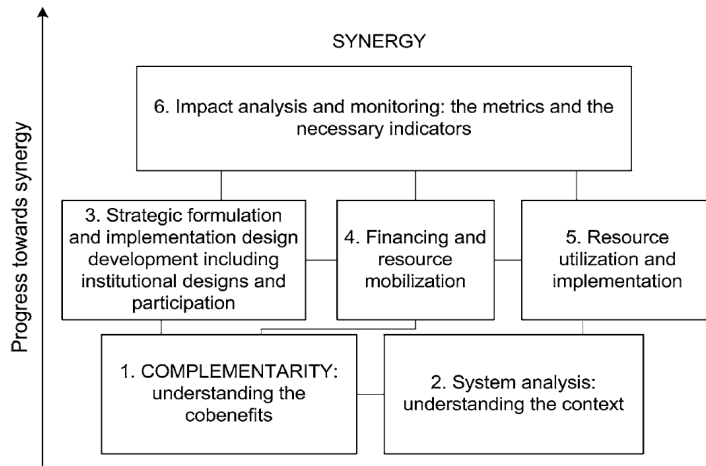 Progress towards synergy
SYNERGY
6. Impact analysis and monitoring: the metrics and the
necessary indicators
3. Strategic formulation
and implementation design
development including
institutional designs and
participation
4. Financing and
resource
mobilization
5. Resource
utilization and
implementation
1. COMPLEMENTARITY:
understanding the
cobenefits
2. System analysis:
understanding the context